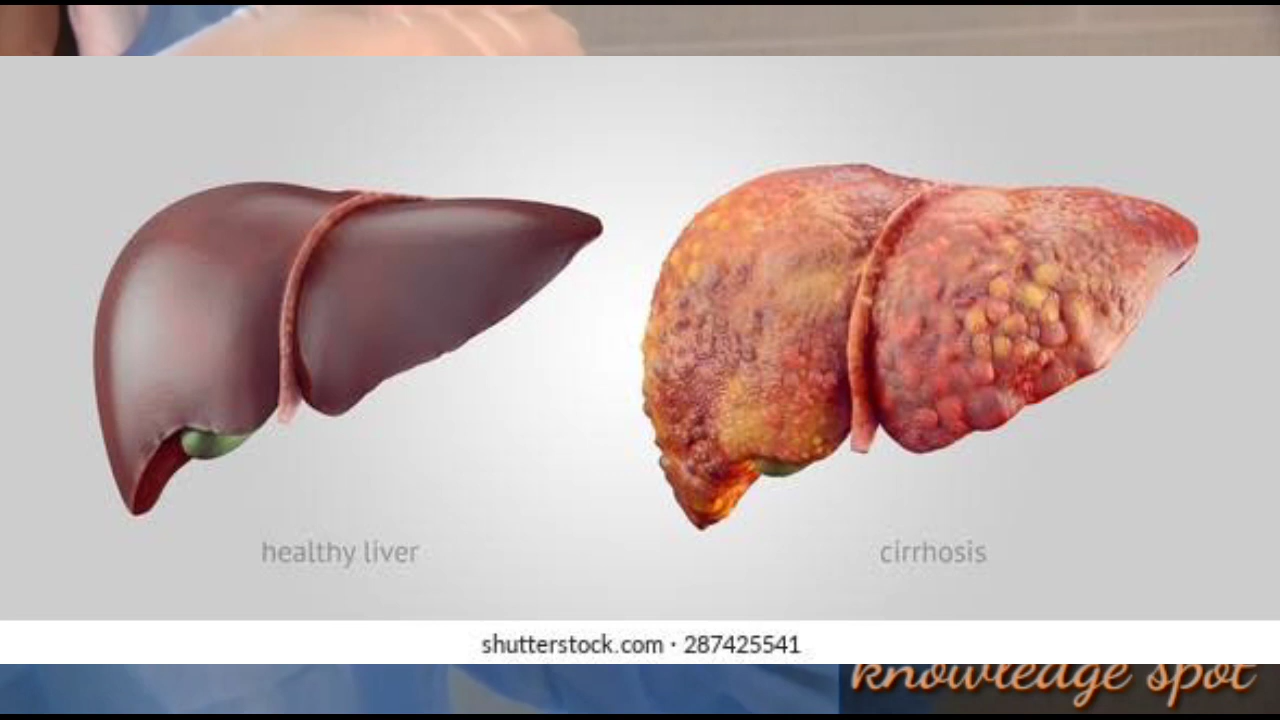 healthy liver
cirrhosis
shutterstock.com · 287425541
knowledge spot